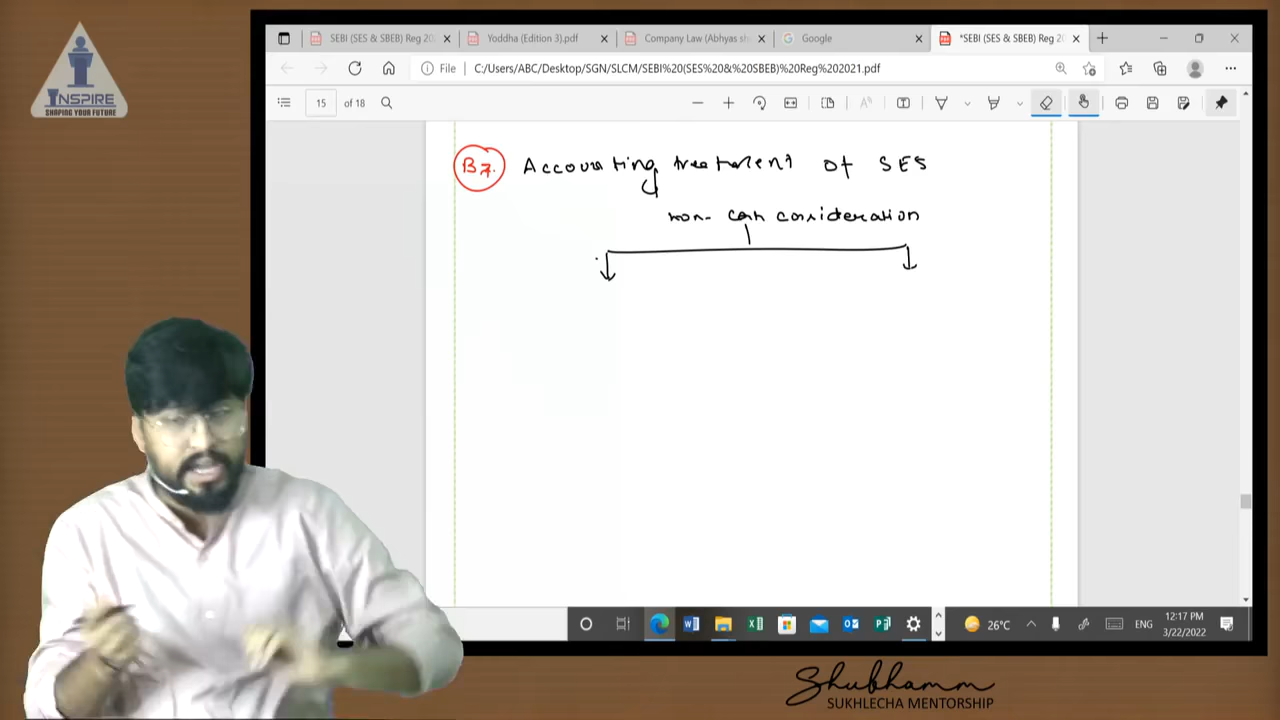 INSPIRE
SHAPING YOUR FUTURE
SEBI (SES & SBEB) Reg 20
Yoddha (Edition 3).pdf
Company Law (Abhyas sh
Google
*SEBI (SES & SBEB) Reg 20
File
C:/Users/ABC/Desktop/SGN/SLCM/SEBI%20(SES%20&%20SBEB)%20Reg%202021.pdf
15 of 18
B7. Accounting treatment of SES
non-cash consideration
26°C
ENG
12:17 PM
3/22/2022
Shubhamm
SUKHLECHA MENTORSHIP